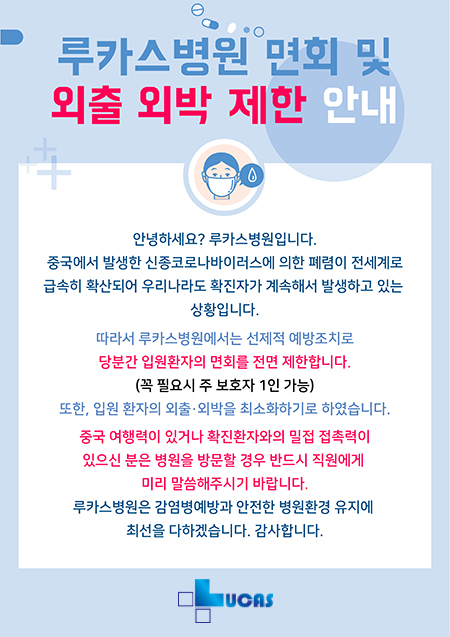 루카스병원 면회 및
외출 외박 제한 안내
안녕하세요? 루카스병원입니다.
중국에서 발생한 신종코로나바이러스에 의한 폐렴이 전세계로
급속히 확산되어 우리나라도 확진자가 계속해서 발생하고 있는
상황입니다.
따라서 루카스병원에서는 선제적 예방조치로
당분간 입원환자의 면회를 전면 제한합니다.
(꼭 필요시 주 보호자 1인 가능)
또한, 입원 환자의 외출·외박을 최소화하기로 하였습니다.
중국 여행력이 있거나 확진환자와의 밀접 접촉력이
있으신 분은 병원을 방문할 경우 반드시 직원에게
미리 말씀해주시기 바랍니다.
루카스병원은 감염병예방과 안전한 병원환경 유지에
최선을 다하겠습니다. 감사합니다.
LUCAS